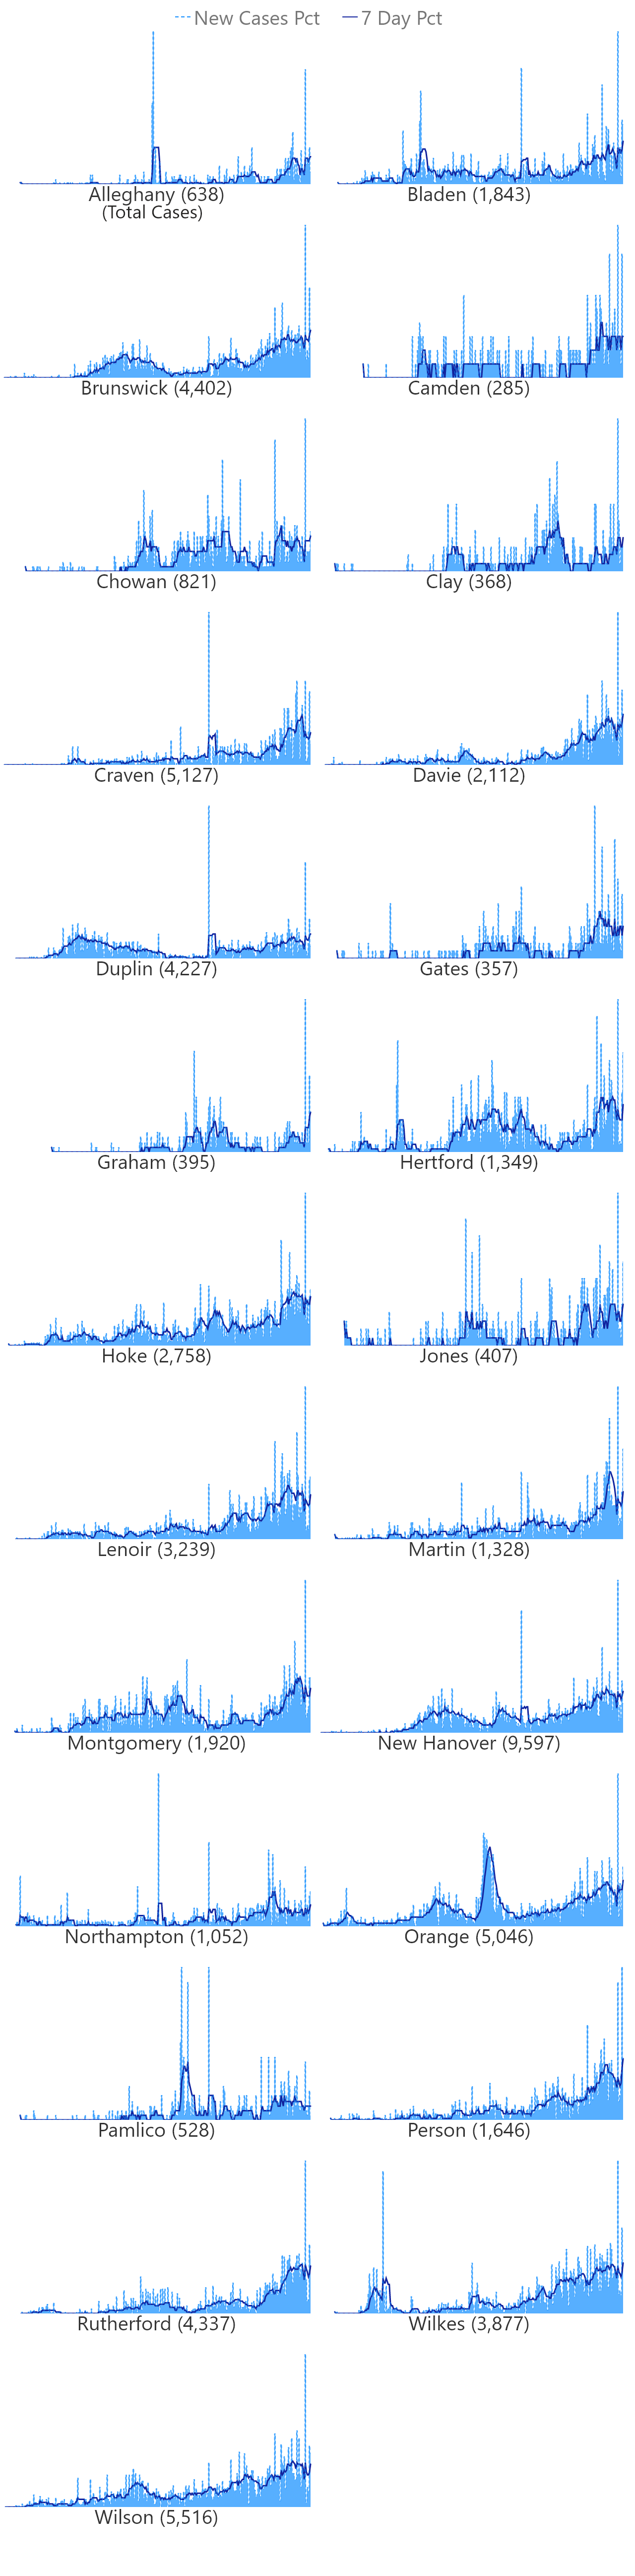 New Cases Pct 7 Day Pct
Alleghany (638) Bladen (1,843)
(Total Cases)
Brunswick (4,402) Camden (285)
Chowan (821) Clay (368)
Craven (5,127) Davie (2,112)
Duplin (4,227) Gates (357)
Graham (395) Hertford (1,349)
Hoke (2,758) Jones (407)
Lenoir (3,239) Martin (1,328)
Montgomery (1,920) New Hanover (9,597)
Northampton (1,052) Orange (5,046)
Pamlico (528) Person (1,646)
Rutherford (4,337) Wilkes (3,877)
Wilson (5,516)